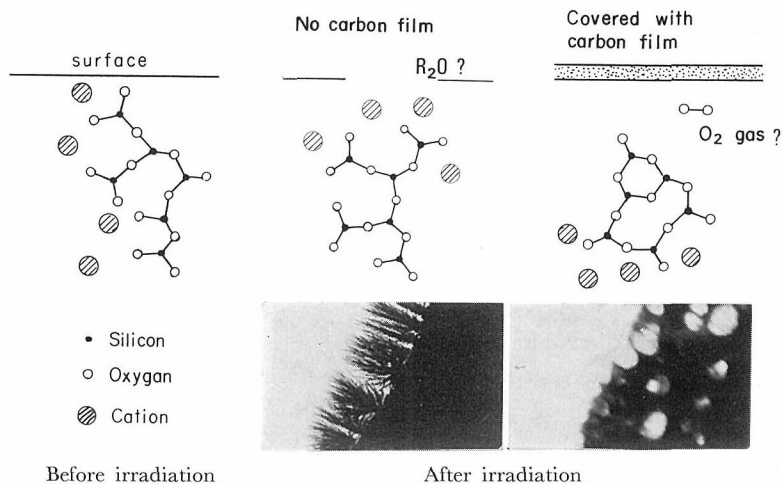 surface
No carbon film
R₂O ?
Covered with
carbon film
O₂ gas ?
Silicon
Oxygan
Cation
Before irradiation
After irradiation